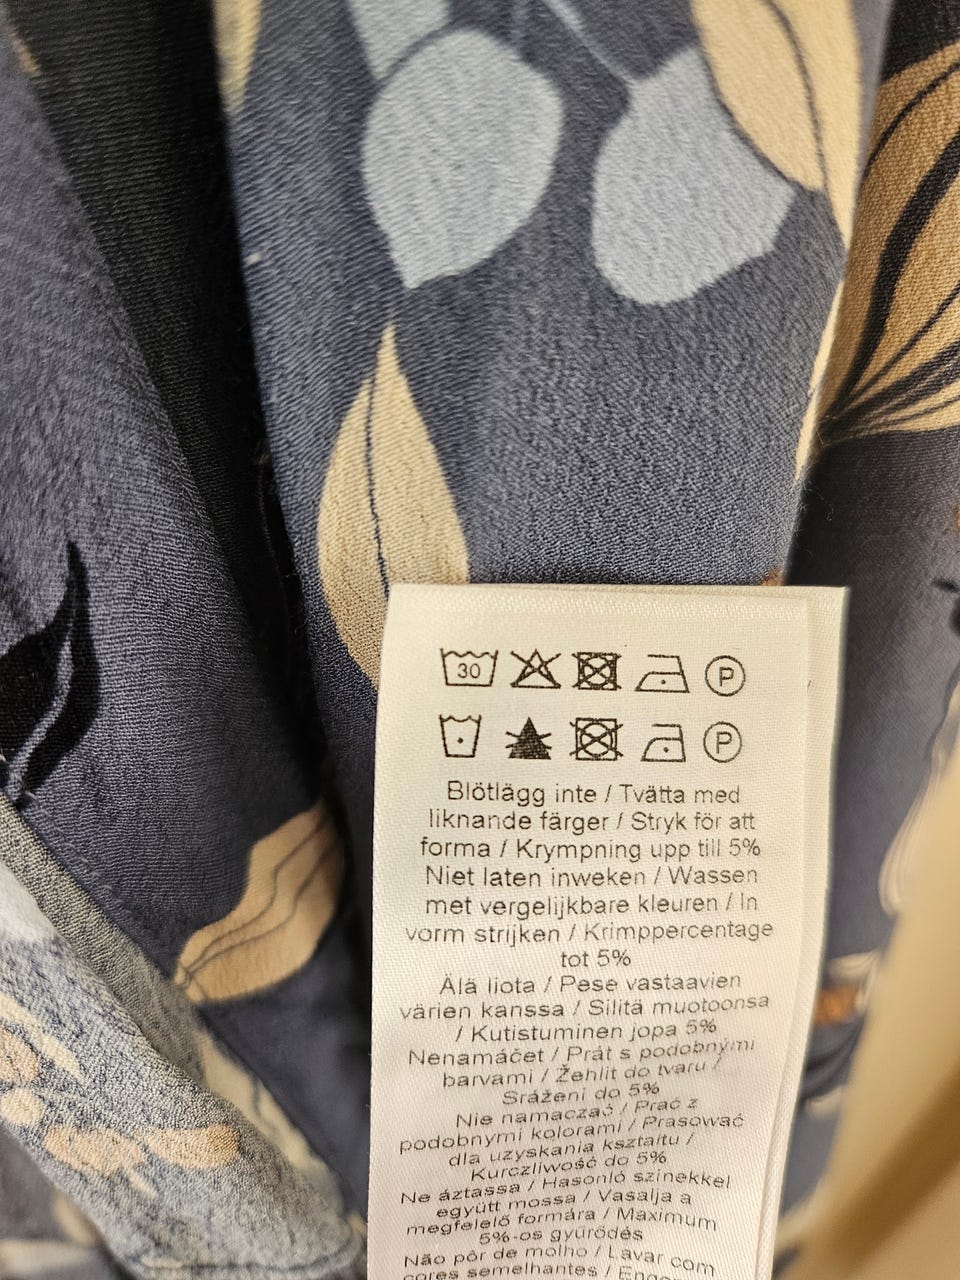 30 P
P
Blötlägg inte / Tvätta med
liknande färger / Stryk för att
forma / Krympning upp till 5%
Niet laten inweken / Wassen
met vergelijkbare kleuren / In
vorm strijken / Krimppercentage
tot 5%
Älä liota / Pese vastaavien
värien kanssa / Silitä muotoonsa
/ Kutistuminen jopa 5%
Nenamáčet / Prát s podobnými
barvami / Žehlit do tvaru /
Srážení do 5%
Nie namaczać / Prać z
podobnymi kolorami / Prasować
dla uzyskania kształtu /
Kurczliwość do 5%
Ne áztassa / Hasonló színekkel
együtt mossa / Vasalja a
megfelelő formára / Maximum
5%-os gyűrődés
Não pôr de molho / Lavar com
cores semelhantes /